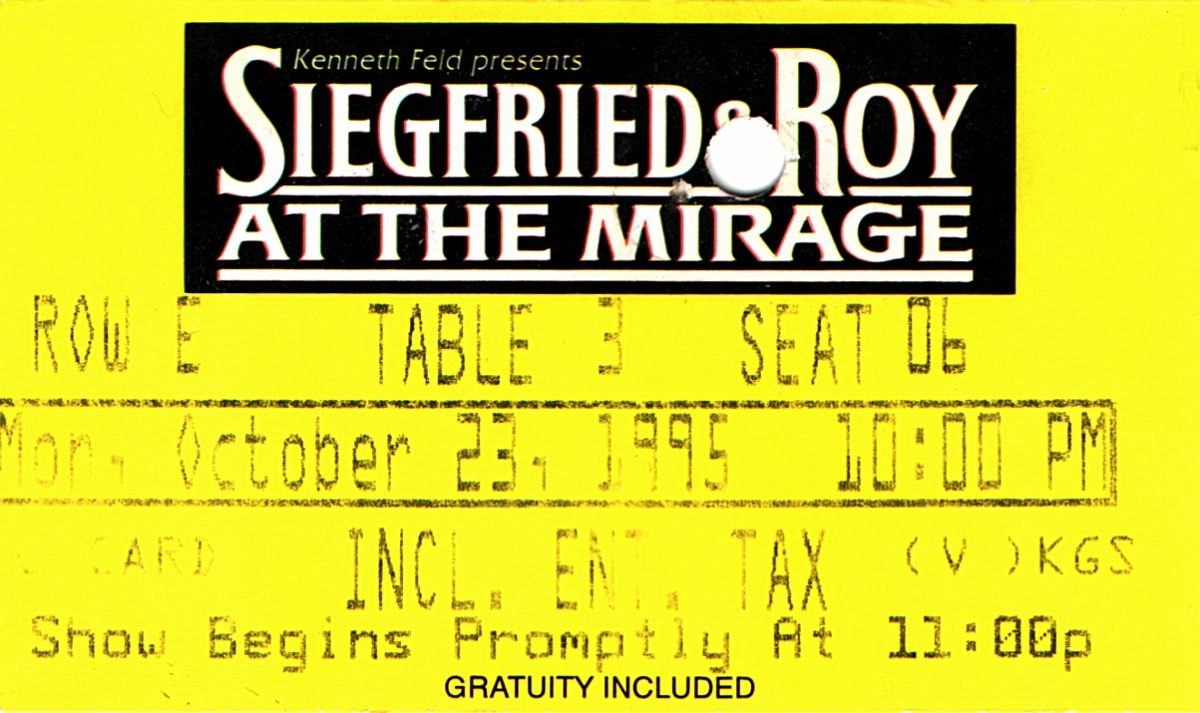 Kenneth Feld presents
SIEGFRIED & ROY
AT THE MIRAGE
ROW E TABLE 3 SEAT 06
Mon, October 23, 1995 10:00 PM
CARD INCL. ENT. TAX (V )KGS
Show Begins Promptly At 11:00p
GRATUITY INCLUDED